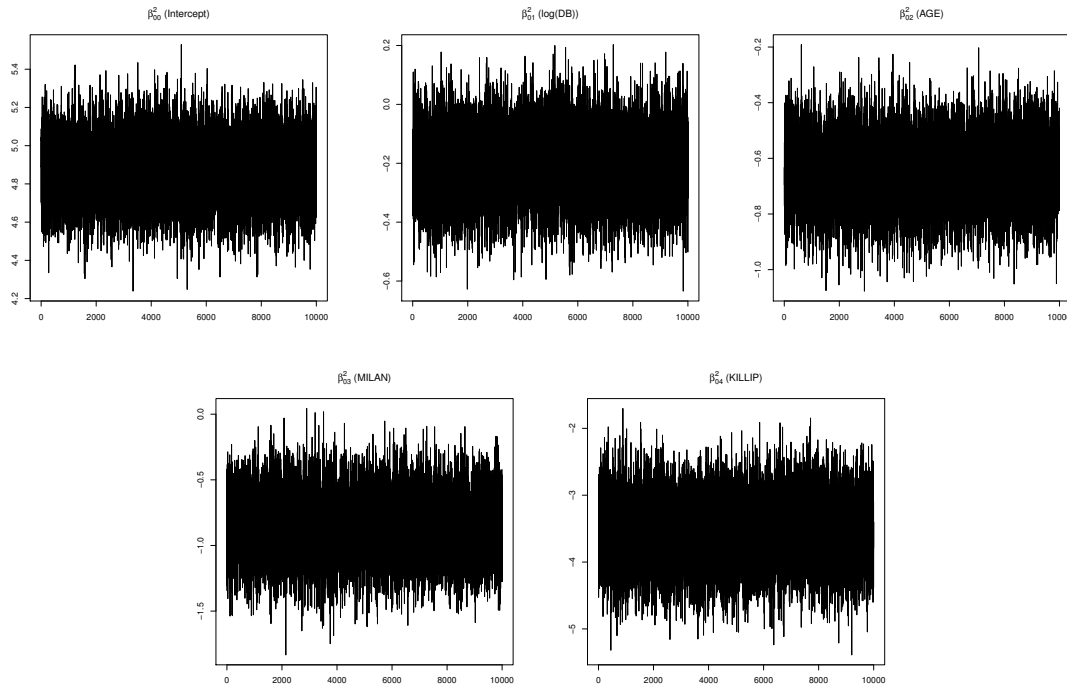 β²₀₀ (Intercept)
4.2 4.4 4.6 4.8 5.0 5.2 5.4
0 2000 4000 6000 8000 10000
β²₀₁ (log(DB))
−0.6 −0.4 −0.2 0.0 0.2
0 2000 4000 6000 8000 10000
β²₀₂ (AGE)
−1.0 −0.8 −0.6 −0.4 −0.2
0 2000 4000 6000 8000 1000
β²₀₃ (MILAN)
−1.5 −1.0 −0.5 0.0
0 2000 4000 6000 8000 10000
β²₀₄ (KILLIP)
−5 −4 −3 −2
0 2000 4000 6000 8000 10000